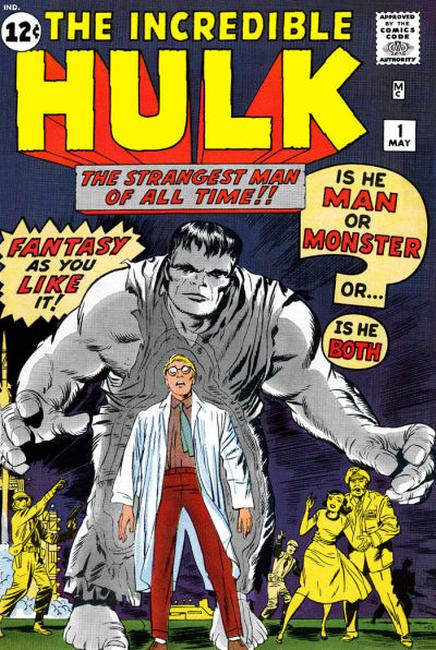 IND.
12¢
THE INCREDIBLE
HULK
APPROVED
BY THE
COMICS
CODE
AUTHORITY
MC
1
MAY
THE STRANGEST MAN
OF ALL TIME!!
IS HE
MAN
OR
MONSTER
OR...
IS HE
BOTH
FANTASY
AS YOU
LIKE
IT!